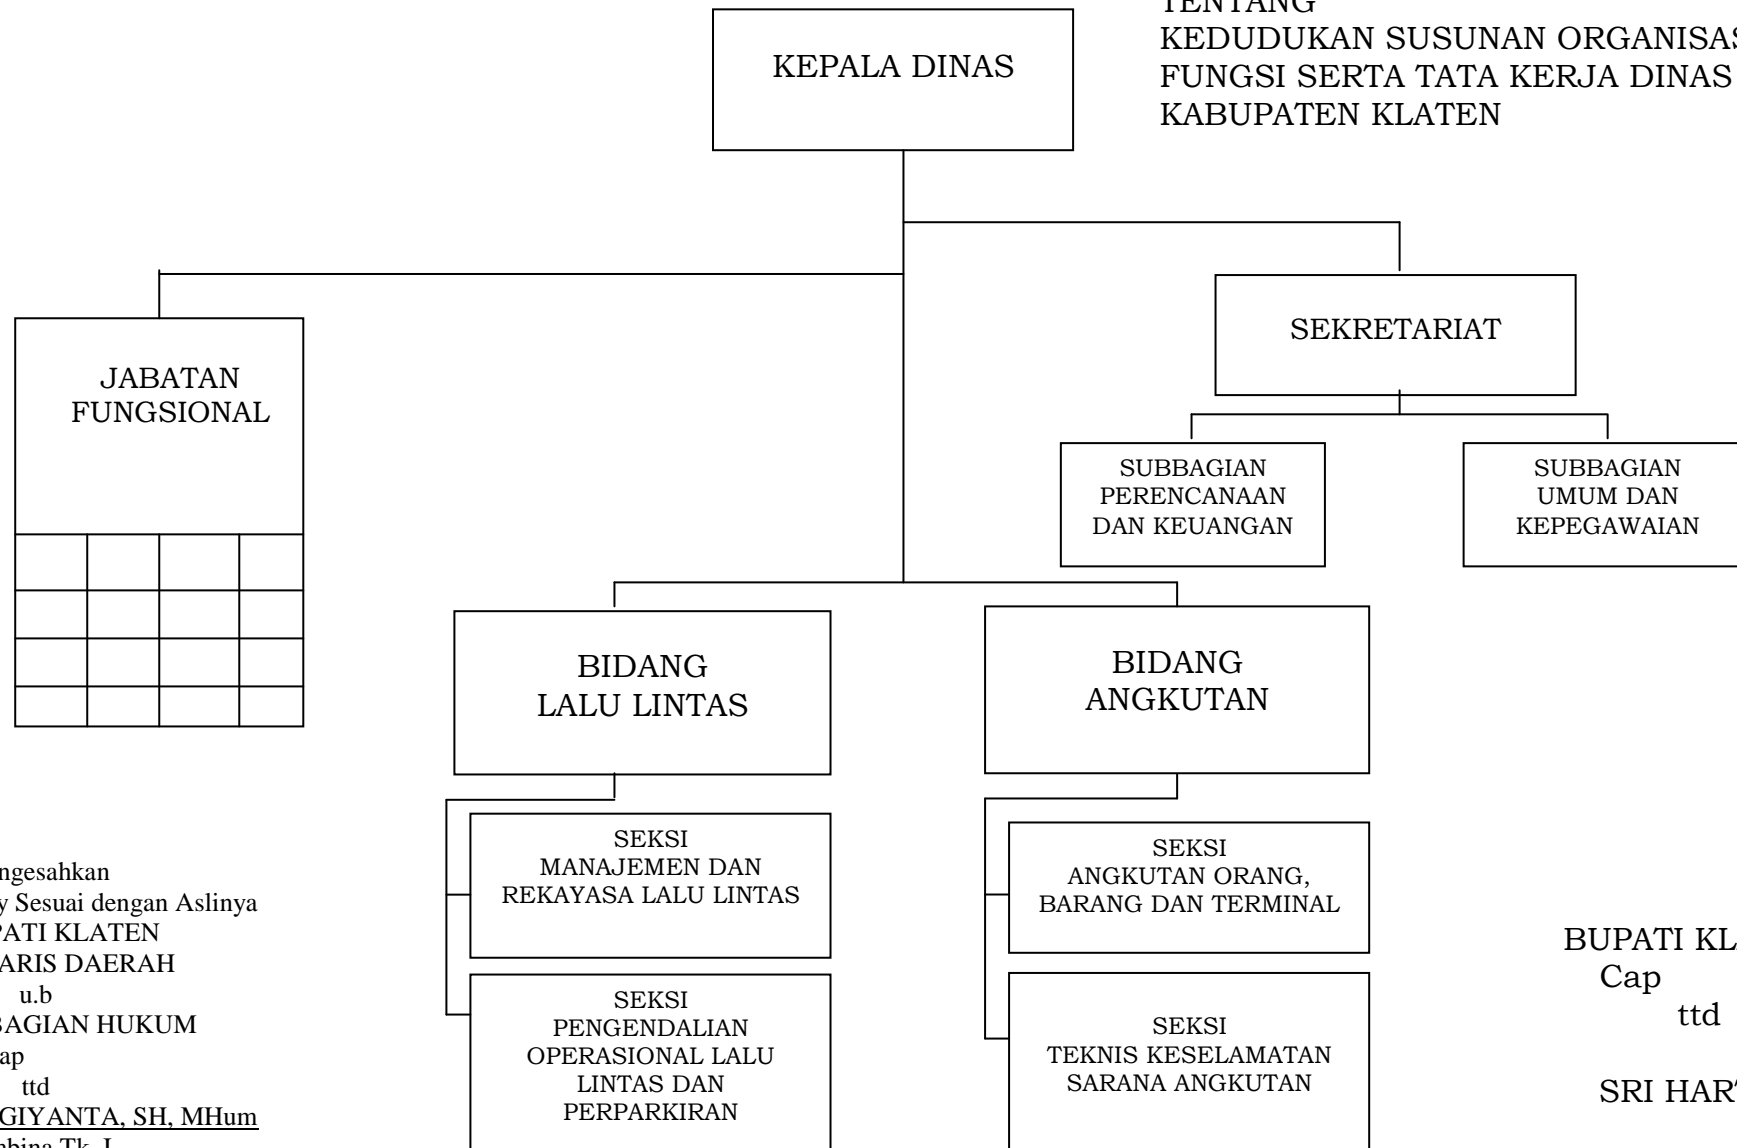 TENTANG
KEDUDUKAN SUSUNAN ORGANISAS
FUNGSI SERTA TATA KERJA DINAS
KABUPATEN KLATEN
KEPALA DINAS
SEKRETARIAT
JABATAN
FUNGSIONAL
SUBBAGIAN
PERENCANAAN
DAN KEUANGAN
SUBBAGIAN
UMUM DAN
KEPEGAWAIAN
BIDANG
LALU LINTAS
BIDANG
ANGKUTAN
SEKSI
MANAJEMEN DAN
REKAYASA LALU LINTAS
SEKSI
ANGKUTAN ORANG,
BARANG DAN TERMINAL
SEKSI
PENGENDALIAN
OPERASIONAL LALU
LINTAS DAN
PERPARKIRAN
SEKSI
TEKNIS KESELAMATAN
SARANA ANGKUTAN
ngesahkan
y Sesuai dengan Aslinya
PATI KLATEN
ARIS DAERAH
u.b
BAGIAN HUKUM
ap
ttd
GIYANTA, SH, MHum
mbina Tk. I
BUPATI KL
Cap
ttd
SRI HAR